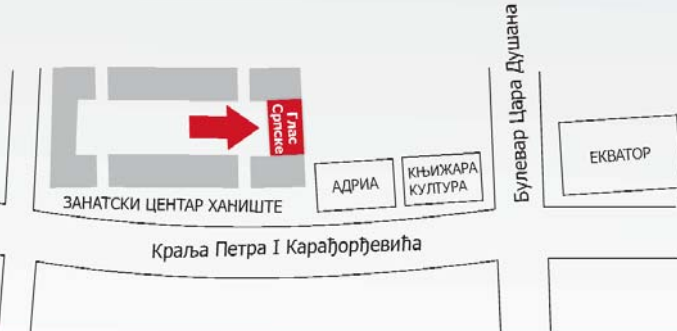 Булевар Цара Душана
Глас
Српске
ЕКВАТОР
АДРИА
КЊИЖАРА
КУЛТУРА
ЗАНАТСКИ ЦЕНТАР ХАНИШТЕ
Краља Петра I Карађорђевића